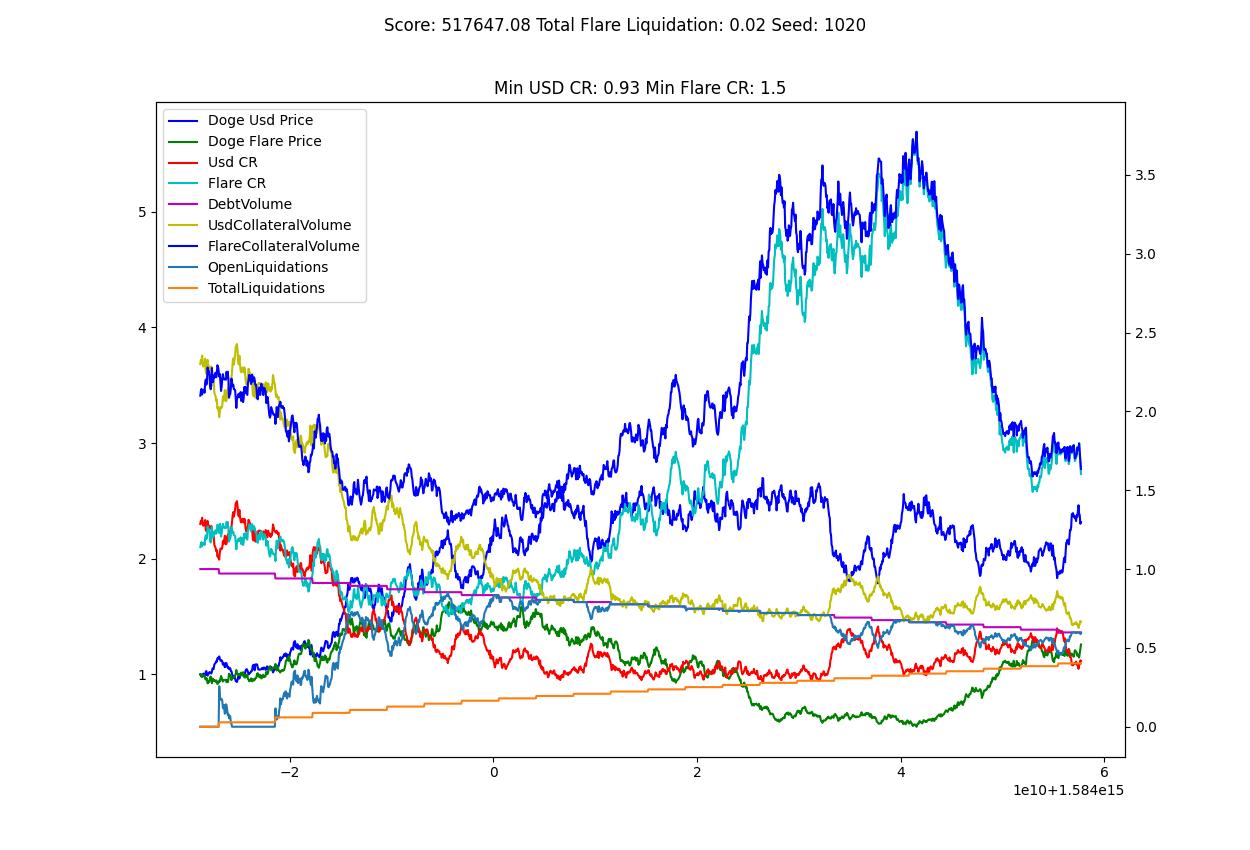 Score: 517647.08 Total Flare Liquidation: 0.02 Seed: 1020
Min USD CR: 0.93 Min Flare CR: 1.5
Doge Usd Price
Doge Flare Price
Usd CR
Flare CR
DebtVolume
UsdCollateralVolume
FlareCollateralVolume
OpenLiquidations
TotalLiquidations
5
4
3
2
1
3.5
3.0
2.5
2.0
1.5
1.0
0.5
0.0
−2 0 2 4 6
1e10+1.584e15